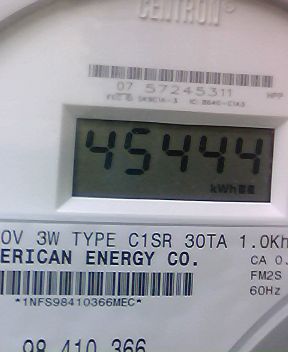 CENTRON®
07 57245311
45444
kWh
0V 3W TYPE C1SR 30TA 1.0Kh
ERICAN ENERGY CO.
CA 0.
FM2S
*1NFS98410366MEC*
60Hz
98 410 366